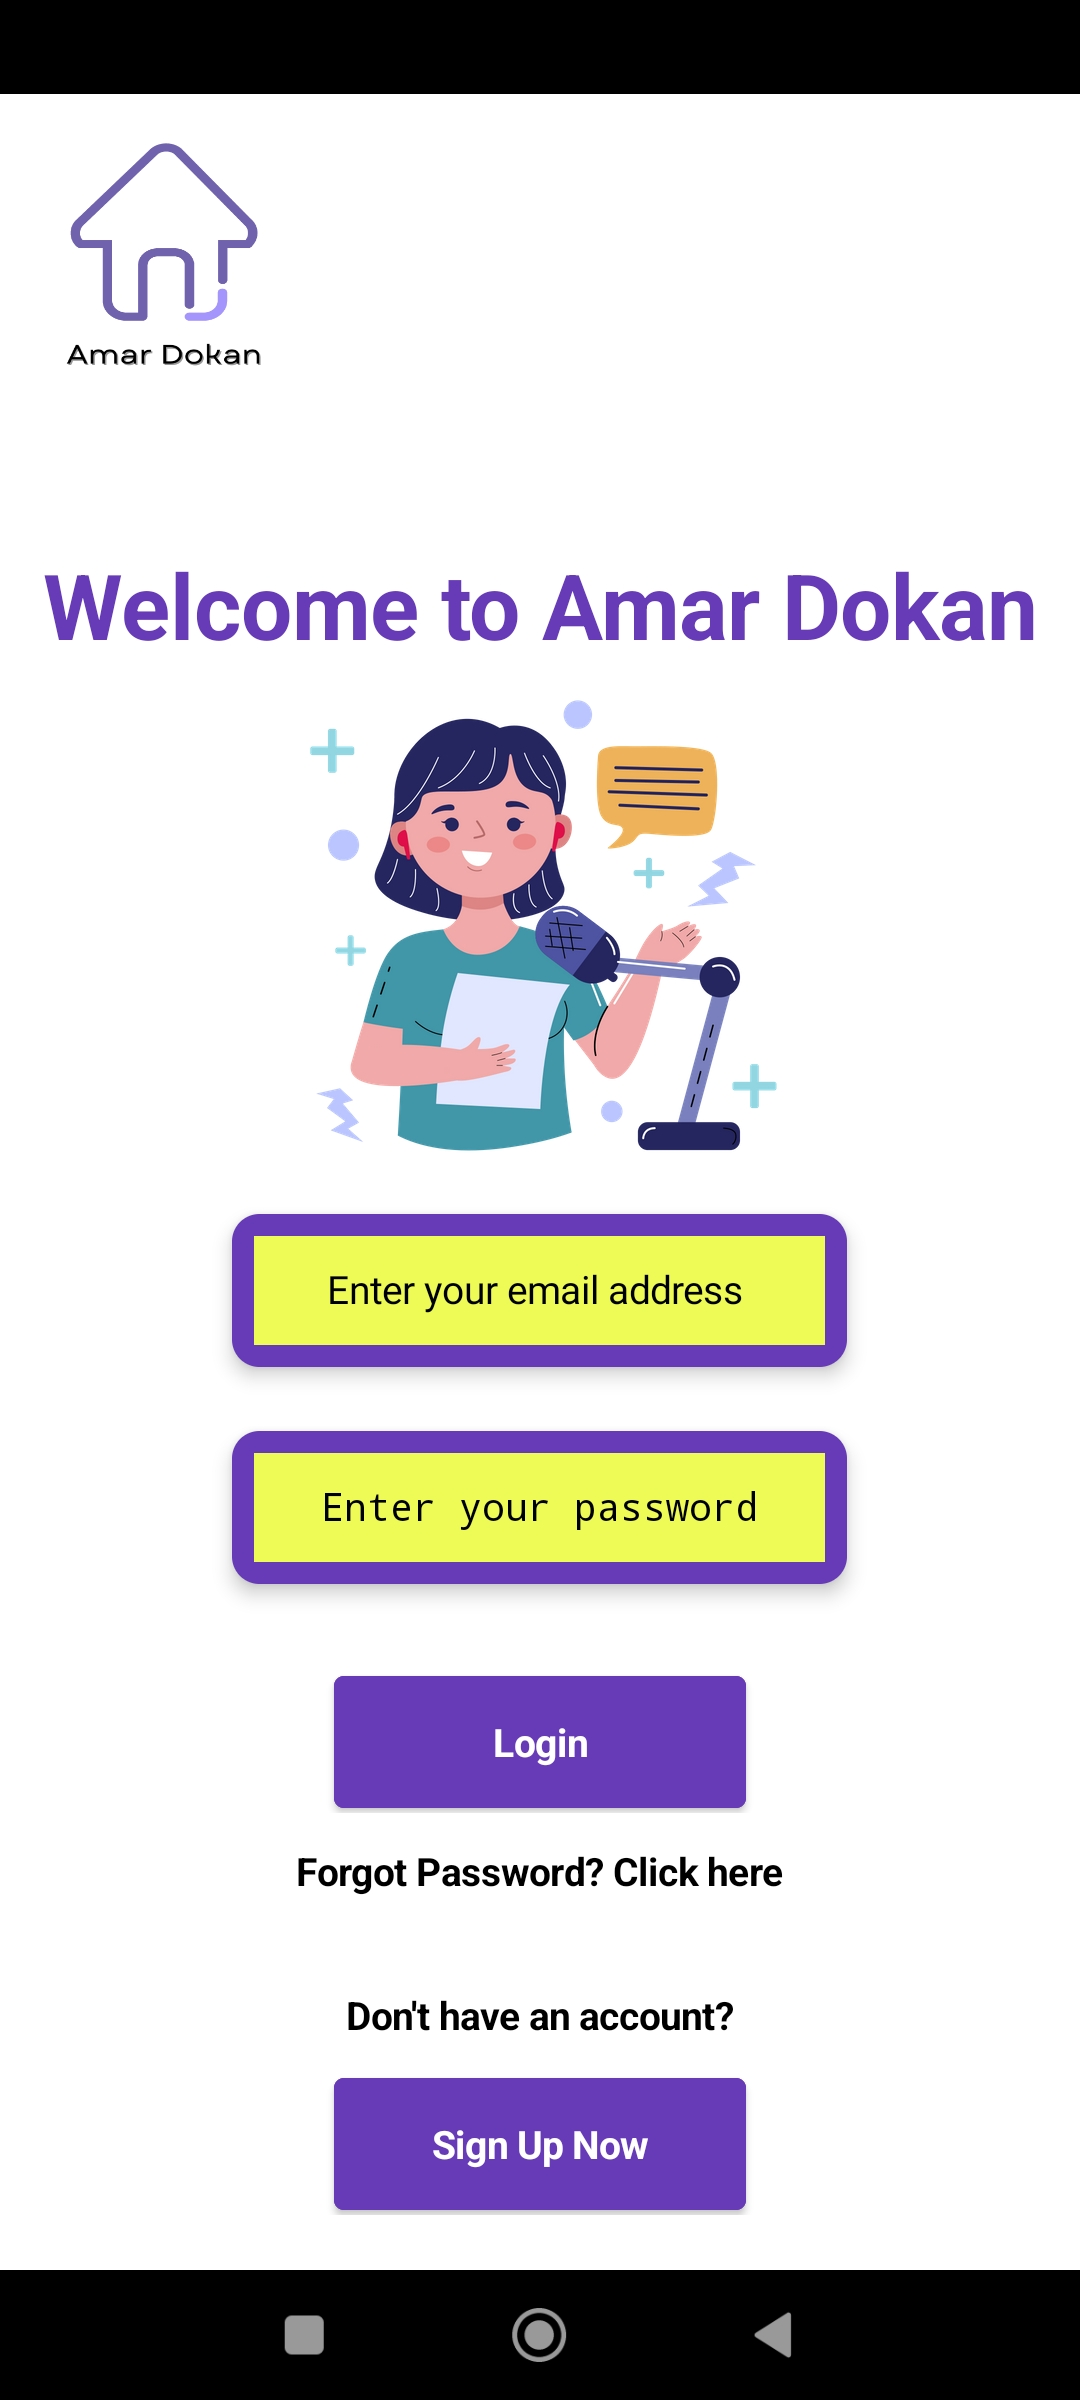 Amar Dokan
Welcome to Amar Dokan
Enter your email address
Enter your password
Login
Forgot Password? Click here
Don't have an account?
Sign Up Now